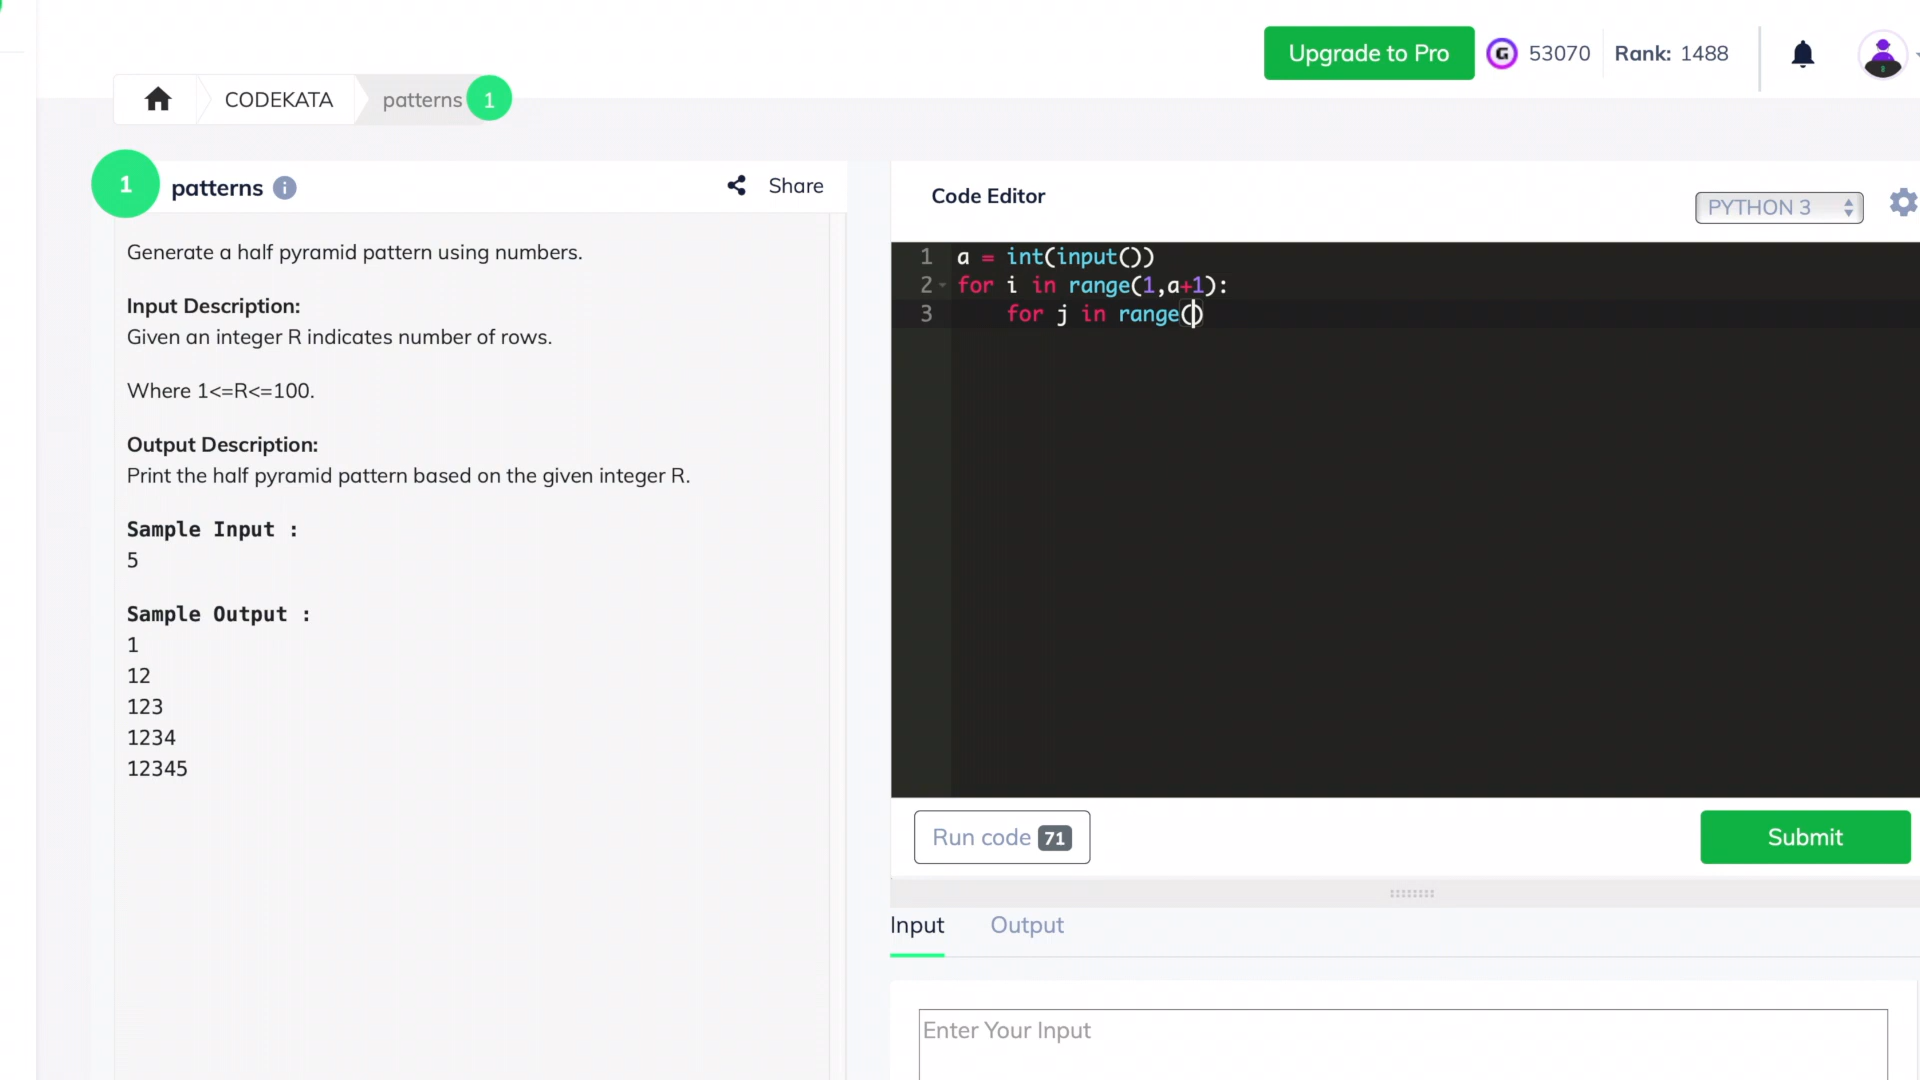 Upgrade to Pro
G
53070
Rank: 1488
CODEKATA
patterns
1
1
patterns
i
Share
Generate a half pyramid pattern using numbers.
Input Description:
Given an integer R indicates number of rows.
Where 1<=R<=100.
Output Description:
Print the half pyramid pattern based on the given integer R.
Sample Input :
5
Sample Output :
1
12
123
1234
12345
Code Editor
PYTHON 3
1 a = int(input())
2 for i in range(1,a+1):
3     for j in range()
Run code 71
Submit
Input
Output
Enter Your Input